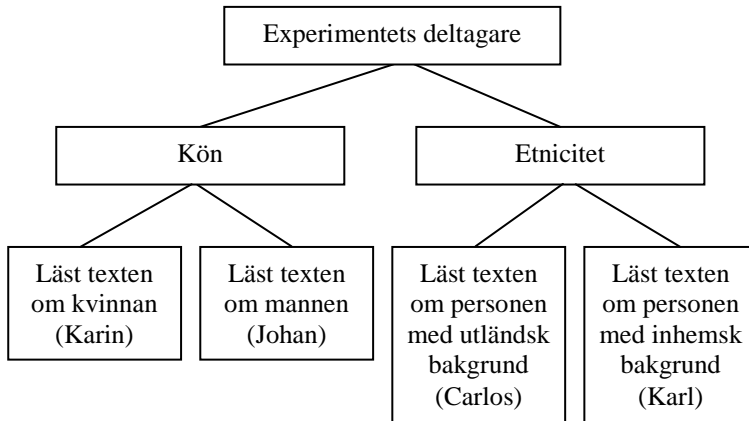 Experimentets deltagare
Kön
Etnicitet
Läst texten
om kvinnan
(Karin)
Läst texten
om mannen
(Johan)
Läst texten
om personen
med utländsk
bakgrund
(Carlos)
Läst texten
om personen
med inhemsk
bakgrund
(Karl)